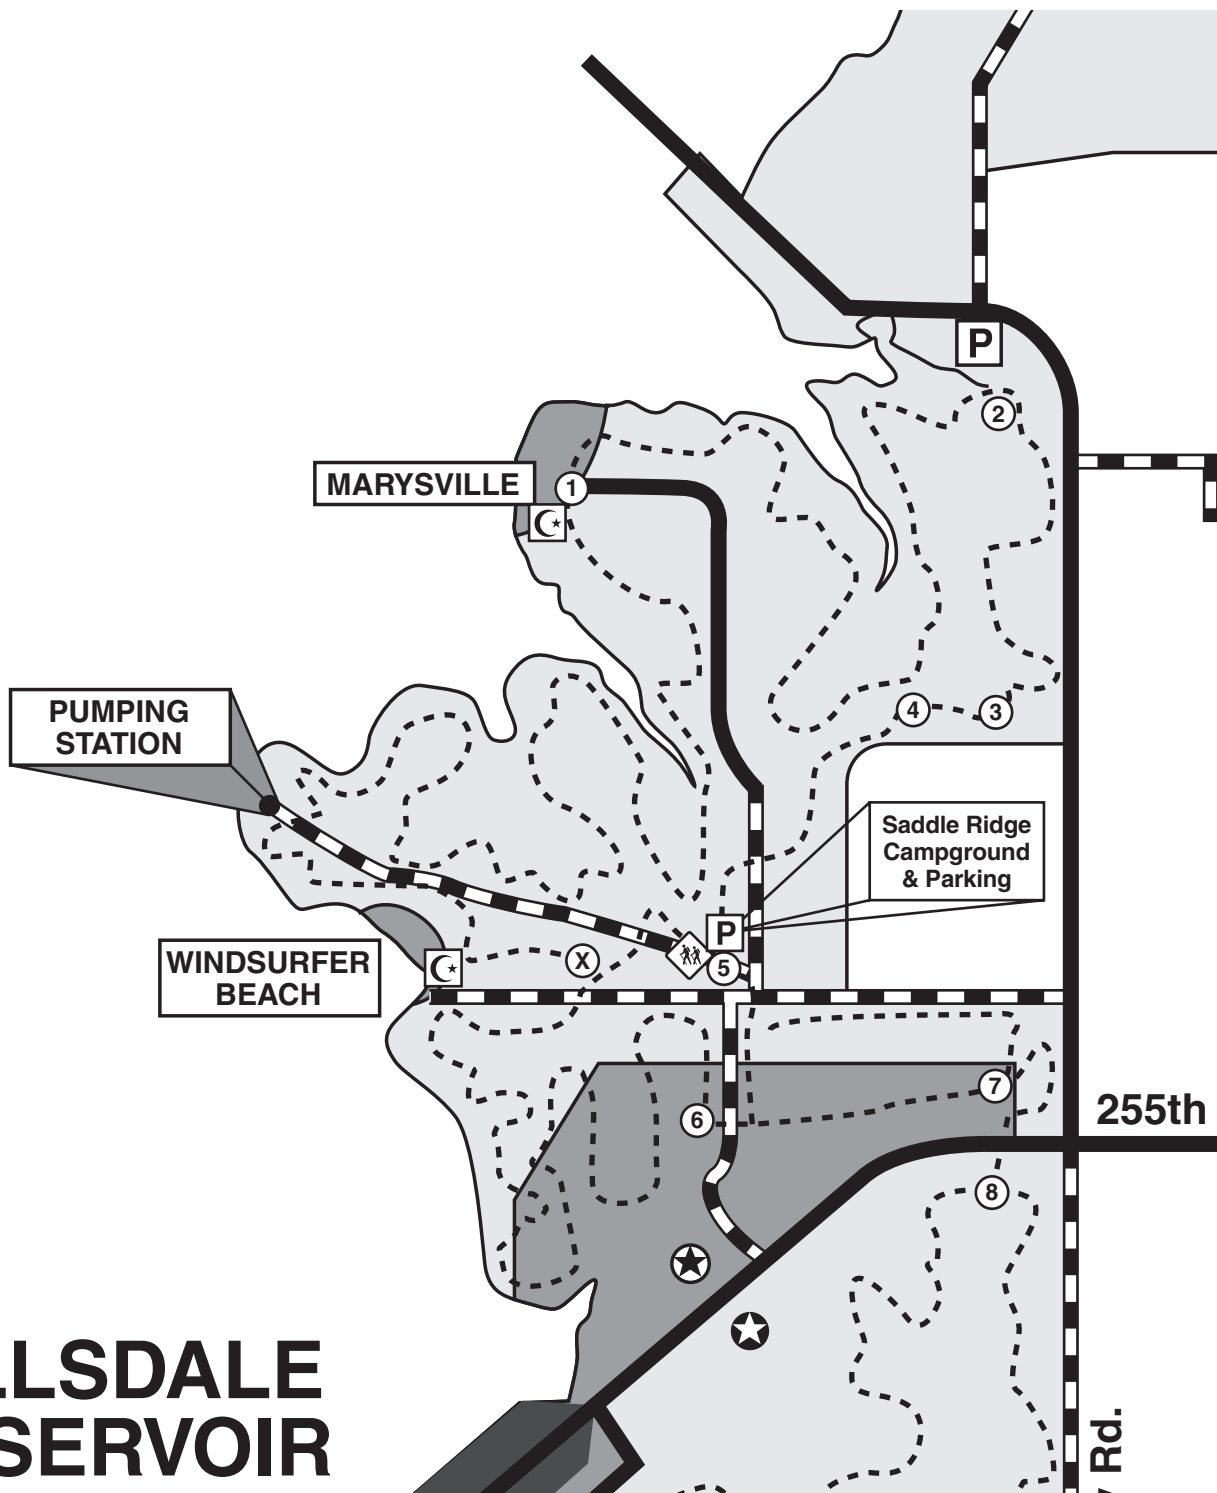 P
2
MARYSVILLE
1
4
3
PUMPING
STATION
Saddle Ridge
Campground
& Parking
P
X
5
WINDSURFER
BEACH
7
6
255th
8
LLSDALE
SERVOIR
Rd.